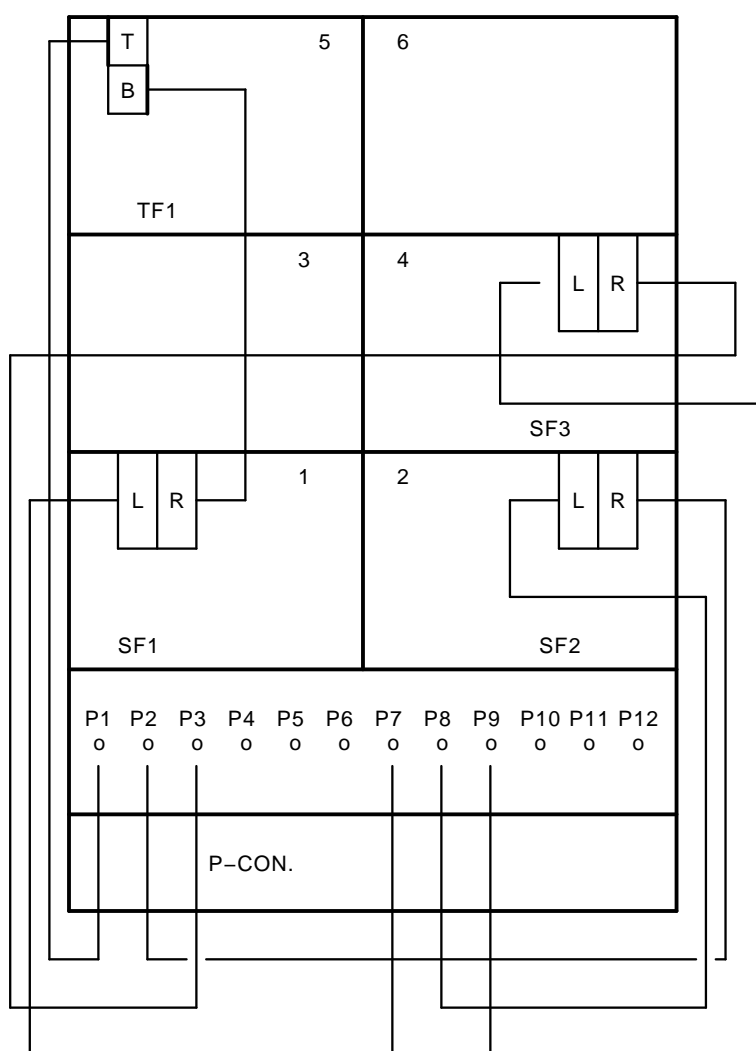 T 5 6
B
TF1
3 4 L R
SF3
1 2
L R L R
SF1 SF2
P1 P2 P3 P4 P5 P6 P7 P8 P9 P10 P11 P12
o o o o o o o o o o o o
P−CON.